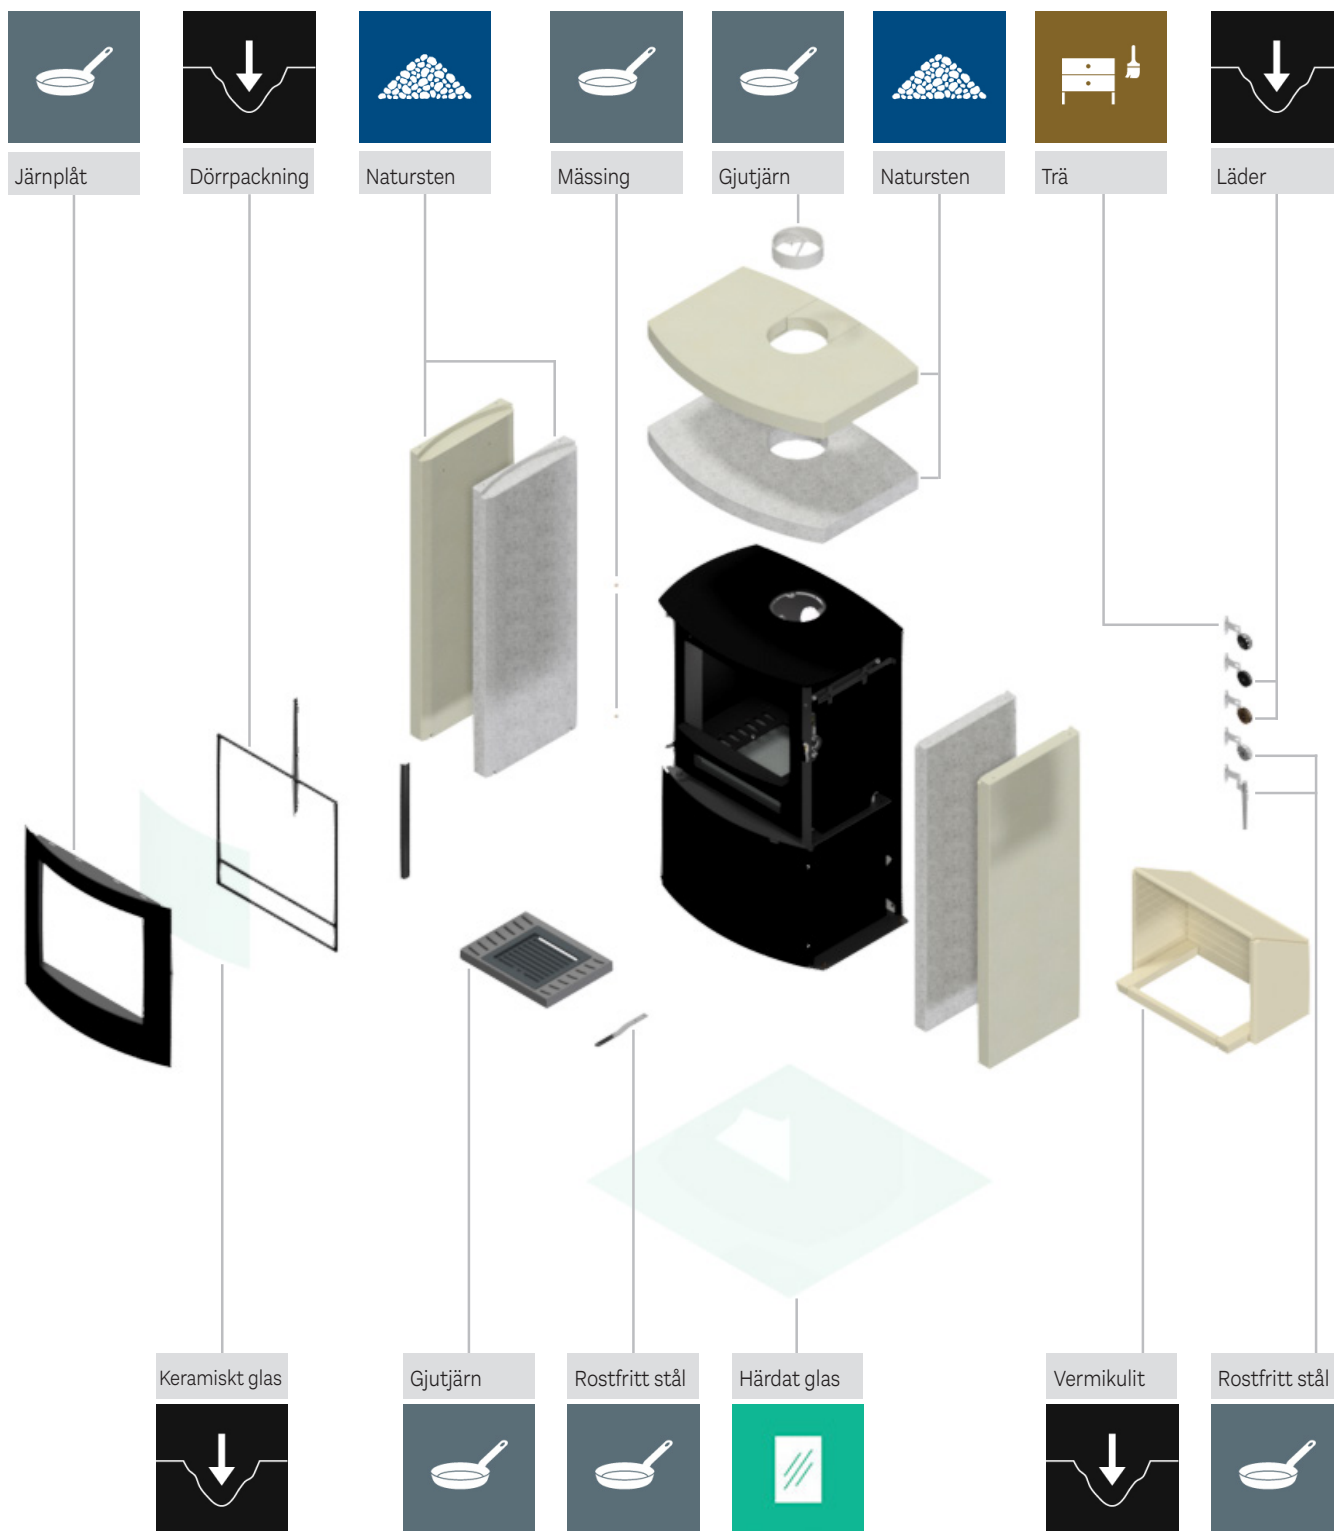 Järnplåt
Dörrpackning
Natursten
Mässing
Gjutjärn
Natursten
Trä
Läder
Keramiskt glas
Gjutjärn
Rostfritt stål
Härdat glas
Vermikulit
Rostfritt stål